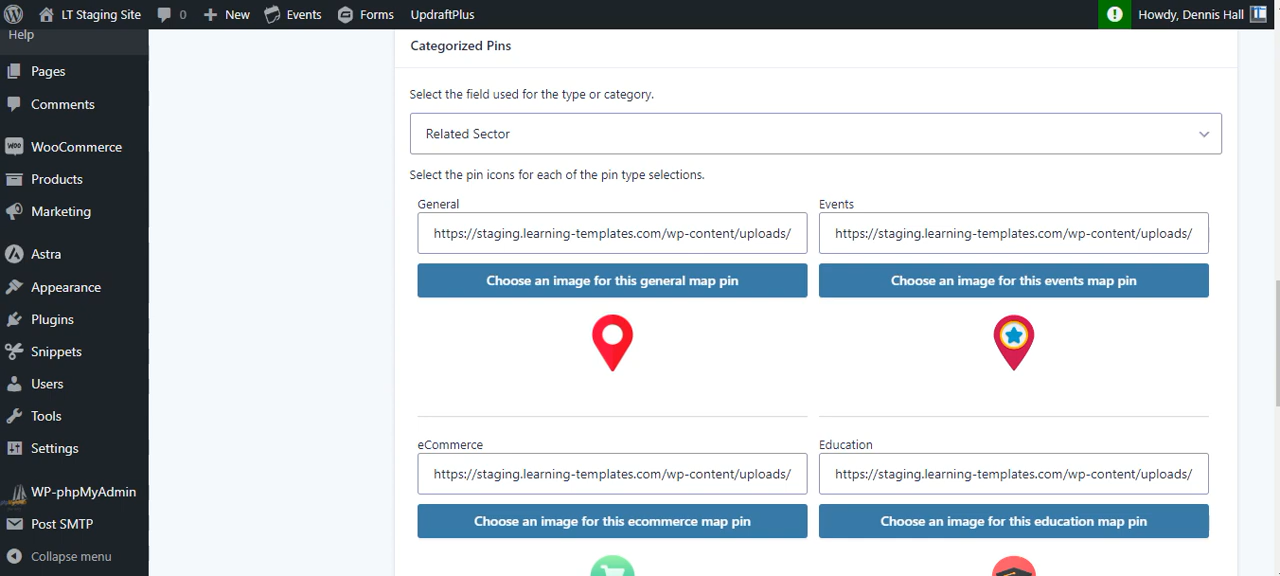 LT Staging Site 0 New Events Forms UpdraftPlus Howdy, Dennis Hall
Help
Pages
Comments
WOO WooCommerce
Products
Marketing
Astra
Appearance
Plugins
Snippets
Users
Tools
Settings
WP-phpMyAdmin
Post SMTP
Collapse menu
Categorized Pins
Select the field used for the type or category.
Related Sector
Select the pin icons for each of the pin type selections.
General Events
https://staging.learning-templates.com/wp-content/uploads/ https://staging.learning-templates.com/wp-content/uploads/
Choose an image for this general map pin Choose an image for this events map pin
eCommerce Education
https://staging.learning-templates.com/wp-content/uploads/ https://staging.learning-templates.com/wp-content/uploads/
Choose an image for this ecommerce map pin Choose an image for this education map pin